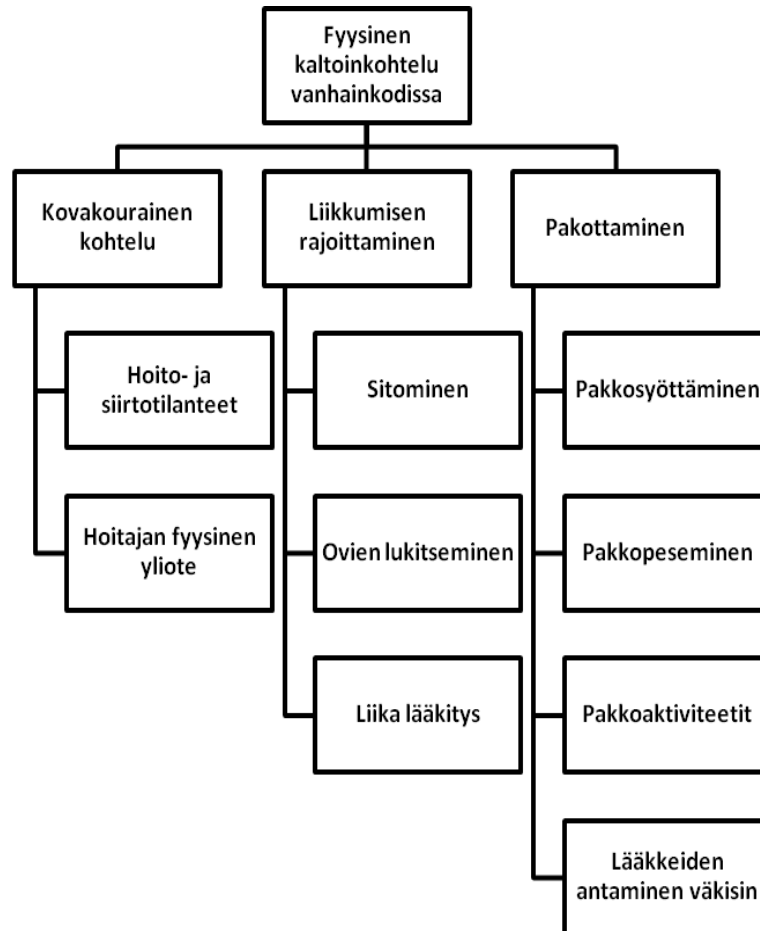 Fyysinen
kaltoinkohtelu
vanhainkodissa
Kovakourainen
kohtelu
Hoito- ja
siirtotilanteet
Hoitajan fyysinen
yliote
Liikkumisen
rajoittaminen
Sitominen
Ovien lukitseminen
Liika lääkitys
Pakottaminen
Pakkosyöttäminen
Pakkopeseminen
Pakkoaktiviteetit
Lääkkeiden
antaminen väkisin